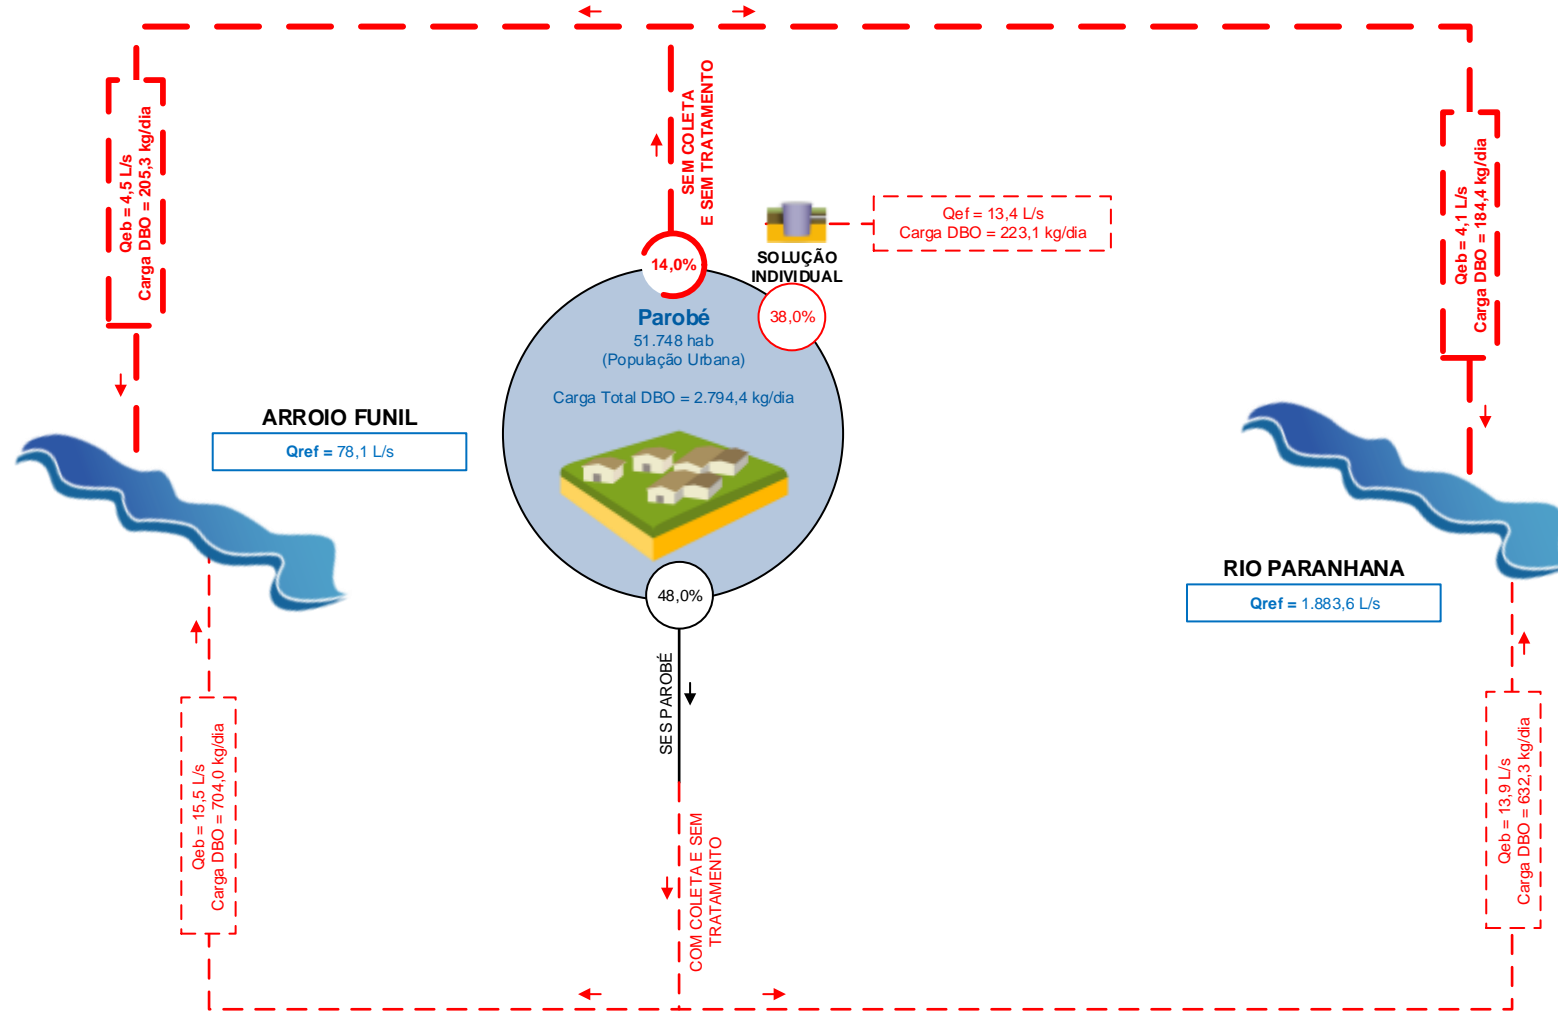 SEM COLETA
E SEM TRATAMENTO
Qeb = 4,5 L/s
Carga DBO = 205,3 kg/dia
Qeb = 4,1 L/s
Carga DBO = 184,4 kg/dia
Qef = 13,4 L/s
Carga DBO = 223,1 kg/dia
SOLUÇÃO
INDIVIDUAL
14,0%
38,0%
Parobé
51.748 hab
(População Urbana)
Carga Total DBO = 2.794,4 kg/dia
ARROIO FUNIL
Qref = 78,1 L/s
RIO PARANHANA
Qref = 1.883,6 L/s
48,0%
SES PAROBÉ
Qeb = 15,5 L/s
Carga DBO = 704,0 kg/dia
COM COLETA E SEM
TRATAMENTO
Qeb = 13,9 L/s
Carga DBO = 632,3 kg/dia